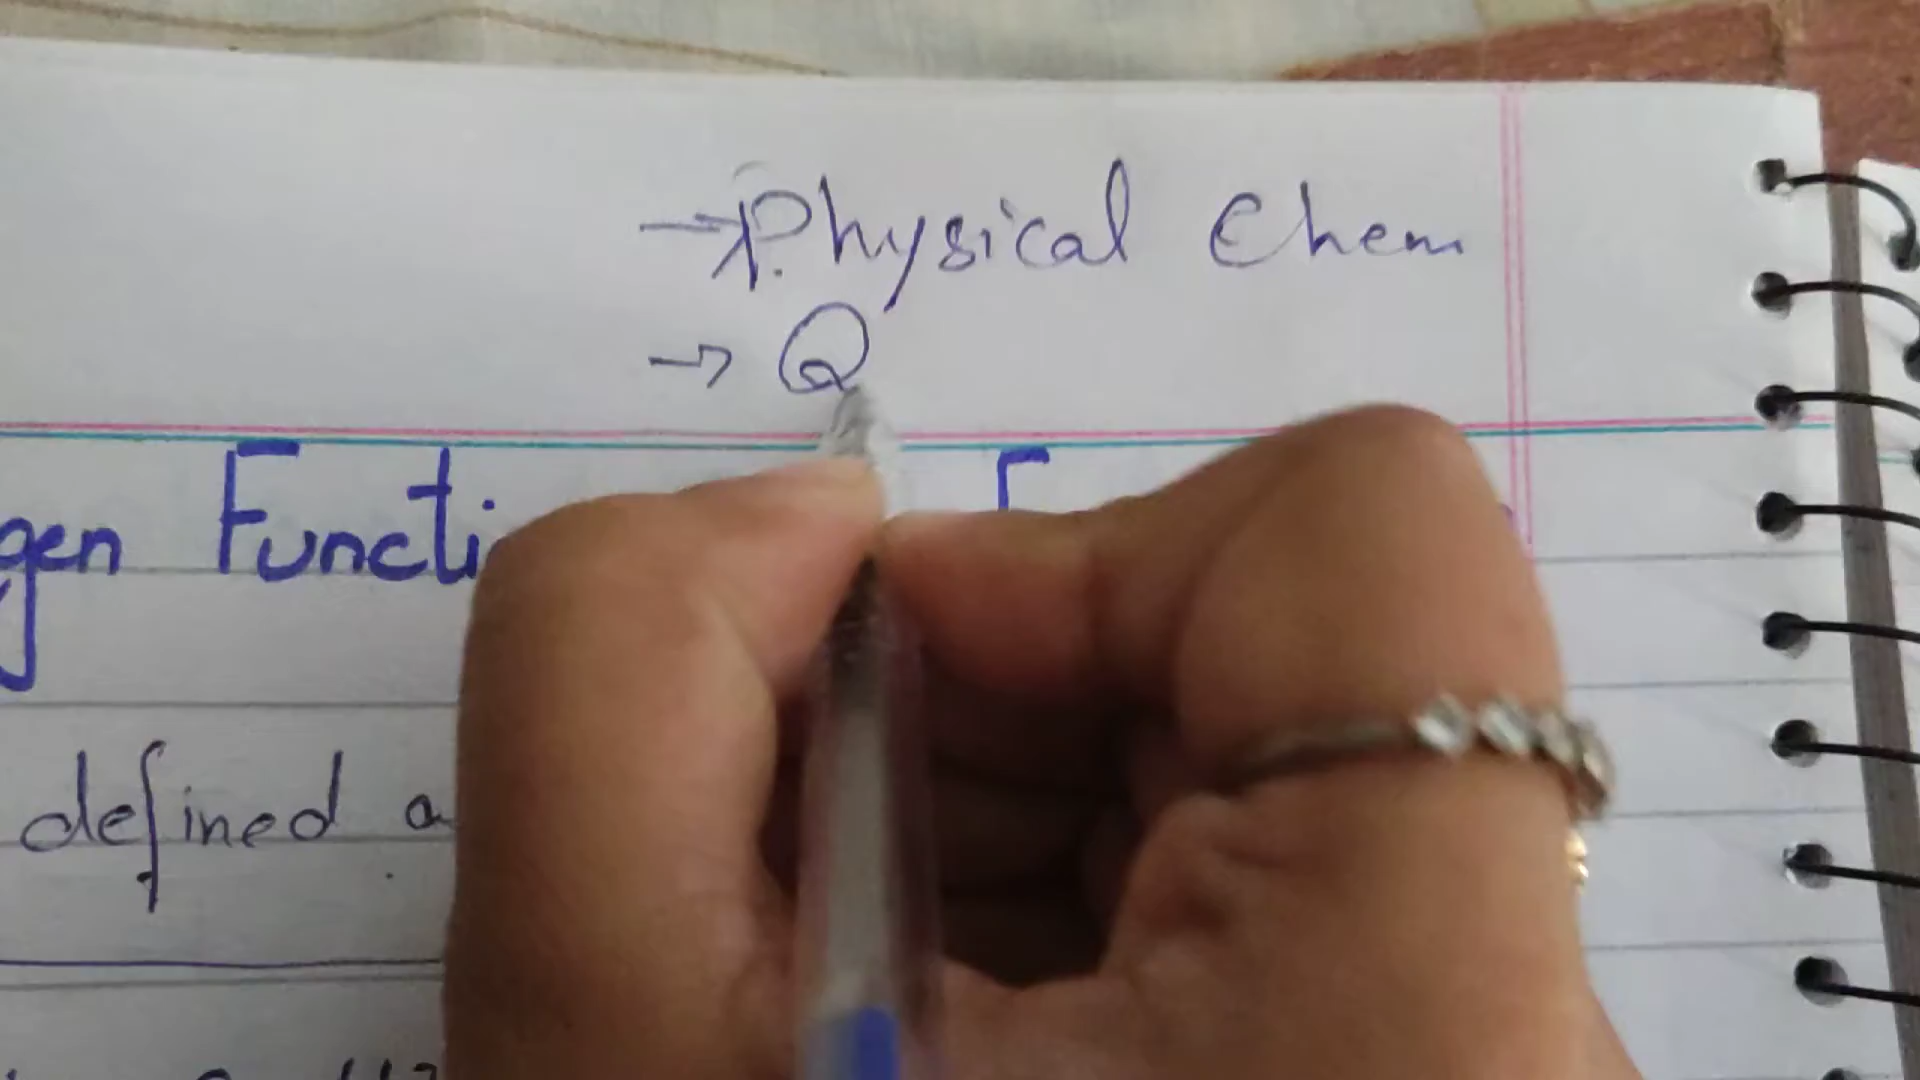 → Physical Chem
→ Q
gen Functi
defined a